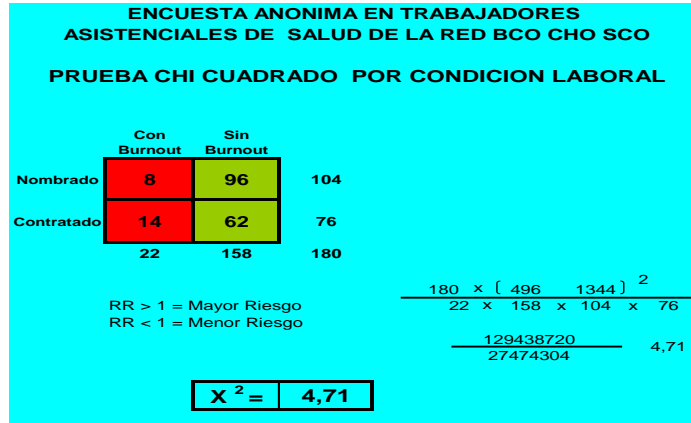 ENCUESTA ANONIMA EN TRABAJADORES
ASISTENCIALES DE SALUD DE LA RED BCO CHO SCO
PRUEBA CHI CUADRADO POR CONDICION LABORAL
Con Sin
Burnout Burnout
Nombrado 8 96 104
Contratado 14 62 76
22 158 180
RR > 1 = Mayor Riesgo
RR < 1 = Menor Riesgo
180 x ( 496 1344 ) 2
22 x 158 x 104 x 76
129438720
27474304
4,71
X 2 = 4,71